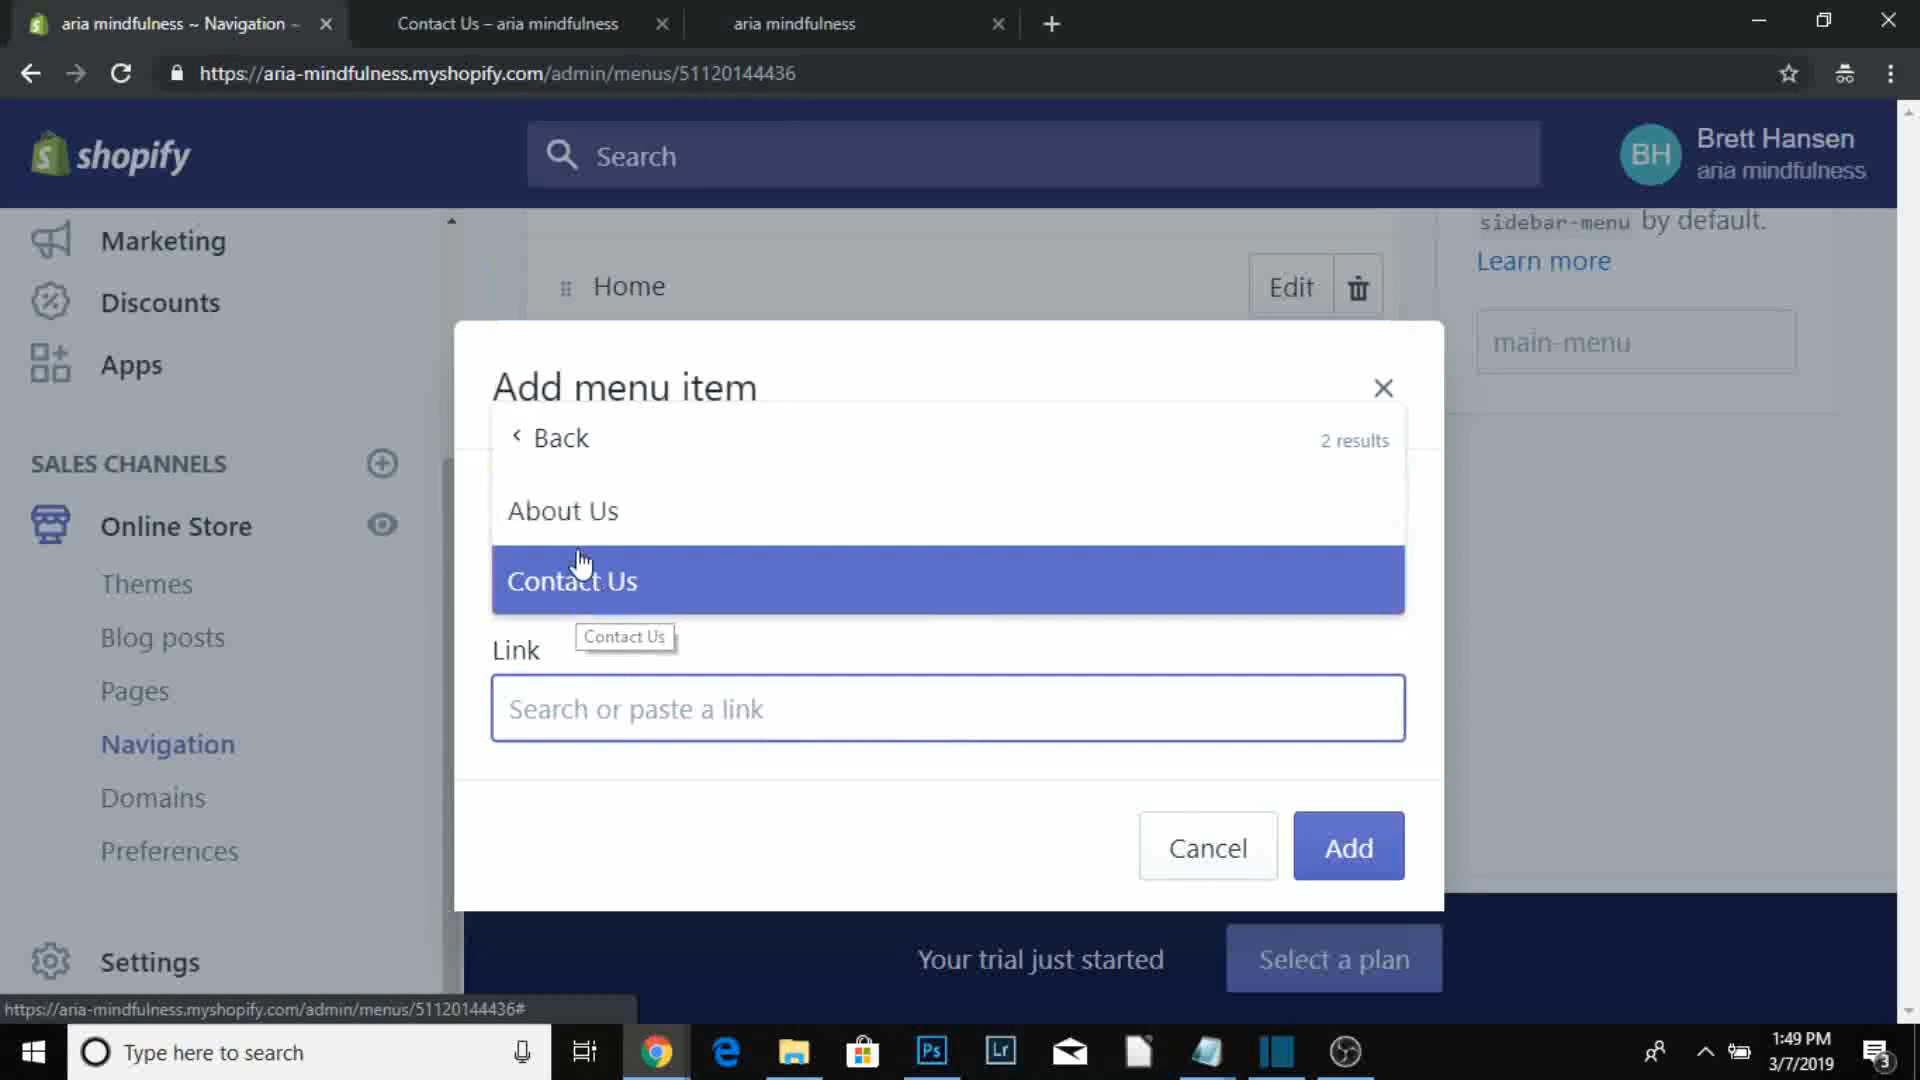 aria mindfulness ~ Navigation ~
Contact Us – aria mindfulness
aria mindfulness
https://aria-mindfulness.myshopify.com/admin/menus/51120144436
shopify
Search
BH
Brett Hansen
aria mindfulness
Marketing
Discounts
Apps
SALES CHANNELS
Online Store
Themes
Blog posts
Pages
Navigation
Domains
Preferences
Settings
sidebar-menu by default.
Learn more
main-menu
Home
Edit
Add menu item
Back
2 results
About Us
Contact Us
Contact Us
Link
Search or paste a link
Cancel
Add
Your trial just started
Select a plan
https://aria-mindfulness.myshopify.com/admin/menus/51120144436#
Type here to search
Ps
Lr
1:49 PM
3/7/2019
3